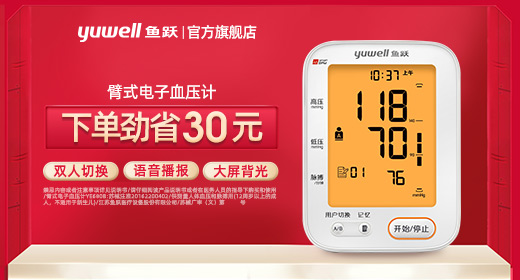 yuwell 鱼跃 | 官方旗舰店
臂式电子血压计
下单劲省30元
双人切换 语音播报 大屏背光
yuwell 鱼跃
10:37 上午
高压
118
低压
70
脉搏
01
76
mmHg
用户切换 记忆
A/B
开始/停止